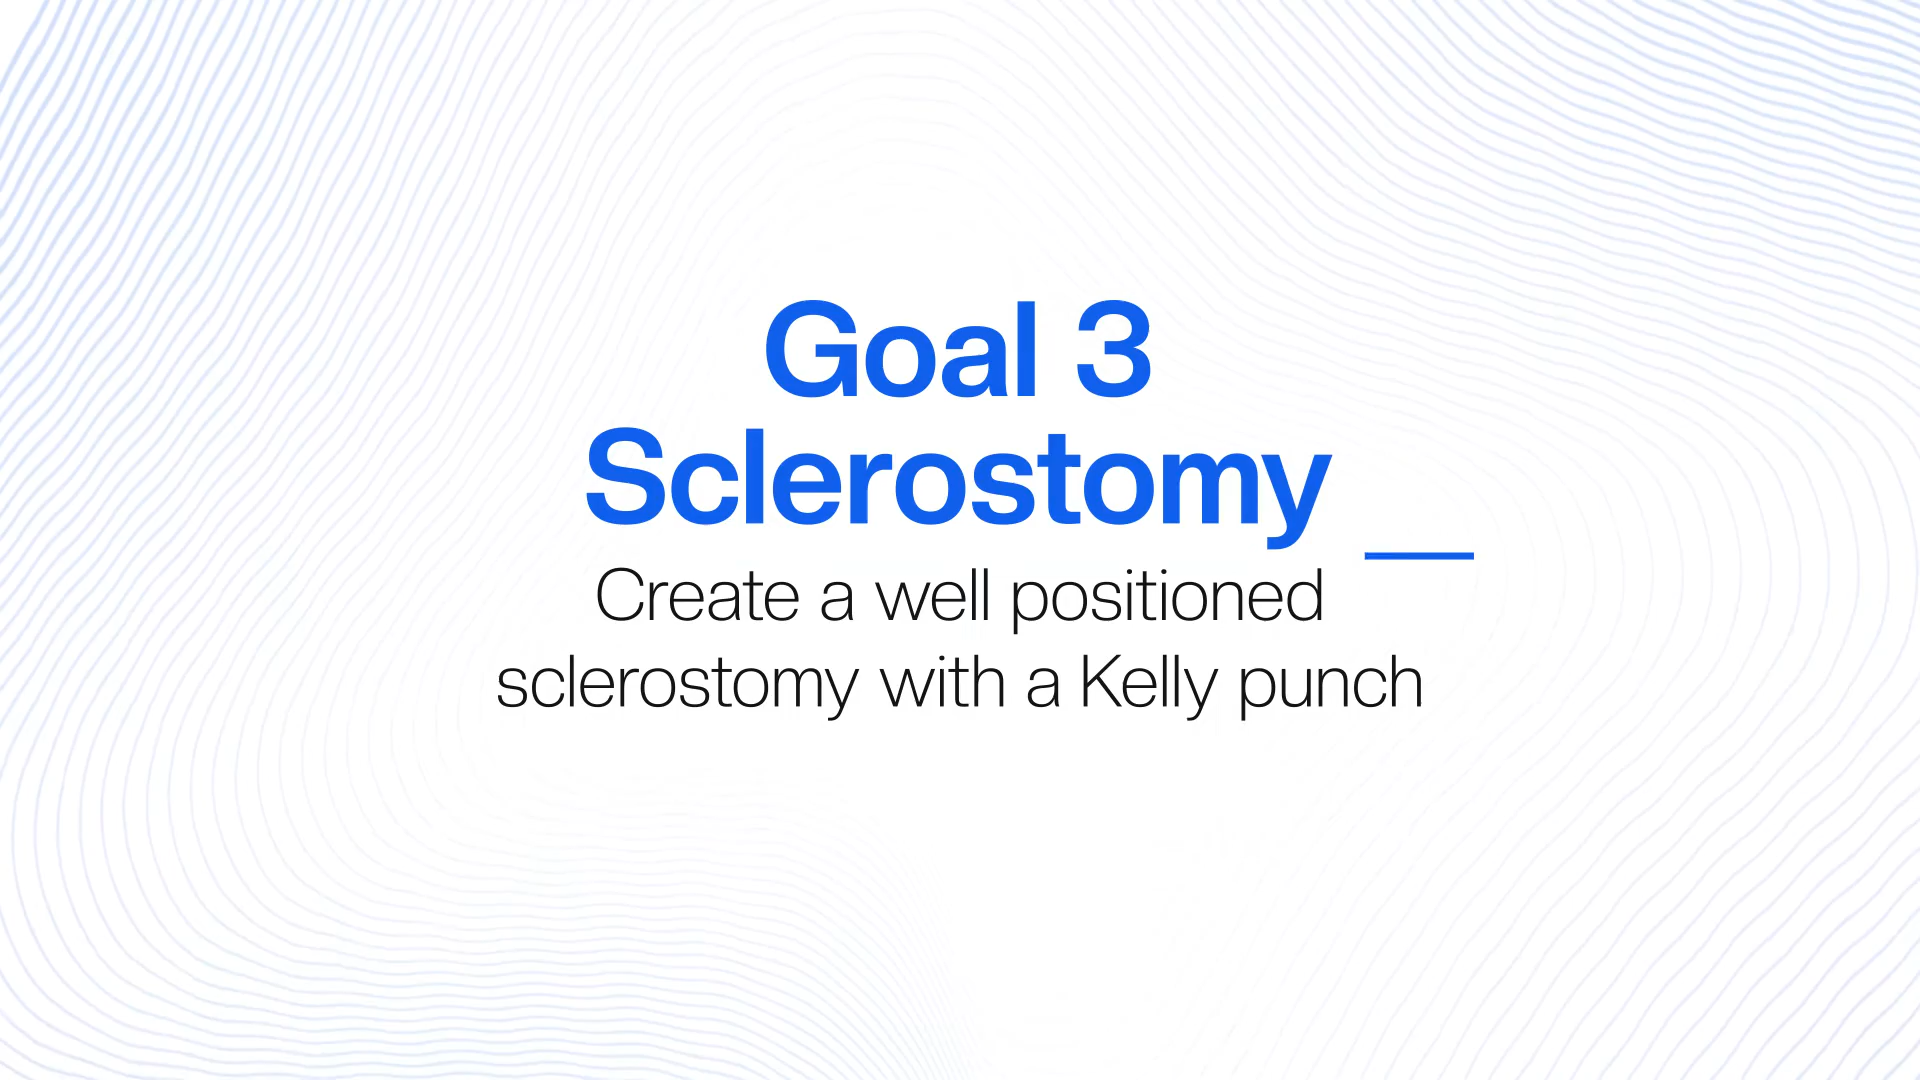 Goal 3
Sclerostomy _
Create a well positioned
sclerostomy with a Kelly punch